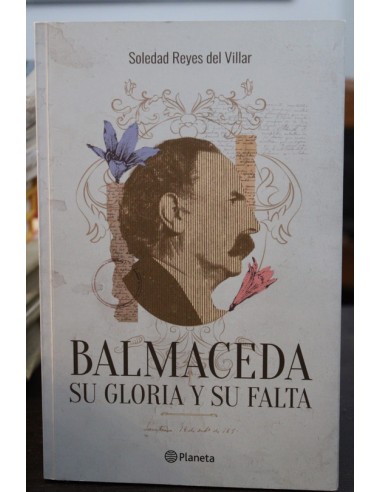 Soledad Reyes del Villar
BALMACEDA
SU GLORIA Y SU FALTA
Planeta